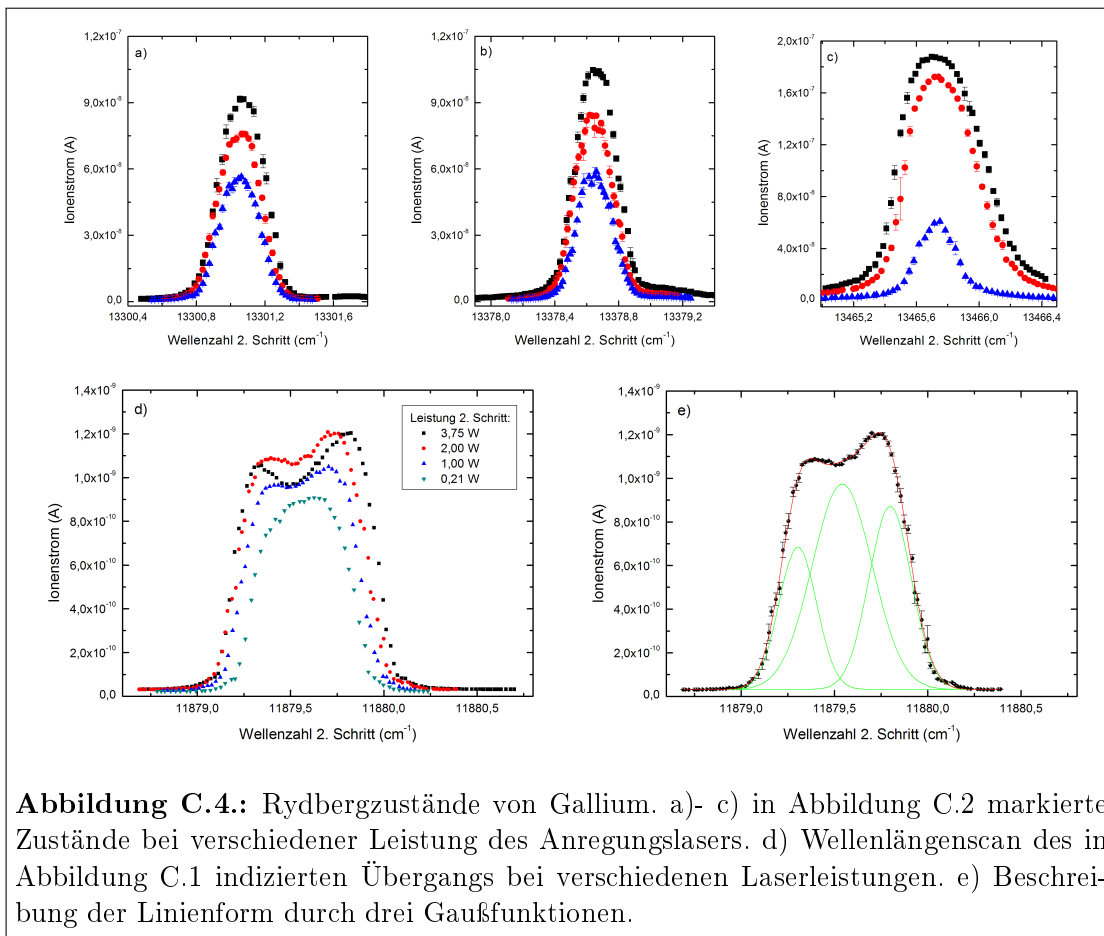 a)
1,2x10⁻⁷
9,0x10⁻⁸
6,0x10⁻⁸
3,0x10⁻⁸
0,0
Ionenstrom (A)
13300,4 13300,8 13301,2 13301,6
Wellenzahl 2. Schritt (cm⁻¹)
b)
1,2x10⁻⁷
9,0x10⁻⁸
6,0x10⁻⁸
3,0x10⁻⁸
0,0
Ionenstrom (A)
13378,0 13378,4 13378,8 13379,2
Wellenzahl 2. Schritt (cm⁻¹)
c)
2,0x10⁻⁷
1,6x10⁻⁷
1,2x10⁻⁷
8,0x10⁻⁸
4,0x10⁻⁸
0,0
Ionenstrom (A)
13465,2 13465,6 13466,0 13466,4
Wellenzahl 2. Schritt (cm⁻¹)
d)
1,4x10⁻⁹
1,2x10⁻⁹
1,0x10⁻⁹
8,0x10⁻¹⁰
6,0x10⁻¹⁰
4,0x10⁻¹⁰
2,0x10⁻¹⁰
0,0
Ionenstrom (A)
Leistung 2. Schritt:
3,75 W
2,00 W
1,00 W
0,21 W
11879,0 11879,5 11880,0 11880,5
Wellenzahl 2. Schritt (cm⁻¹)
e)
1,4x10⁻⁹
1,2x10⁻⁹
1,0x10⁻⁹
8,0x10⁻¹⁰
6,0x10⁻¹⁰
4,0x10⁻¹⁰
2,0x10⁻¹⁰
0,0
Ionenstrom (A)
11879,0 11879,5 11880,0 11880,5
Wellenzahl 2. Schritt (cm⁻¹)
Abbildung C.4.: Rydbergzustände von Gallium. a)- c) in Abbildung C.2 markierte
Zustände bei verschiedener Leistung des Anregungslasers. d) Wellenlängenscan des in
Abbildung C.1 indizierten Übergangs bei verschiedenen Laserleistungen. e) Beschrei-
bung der Linienform durch drei Gaußfunktionen.